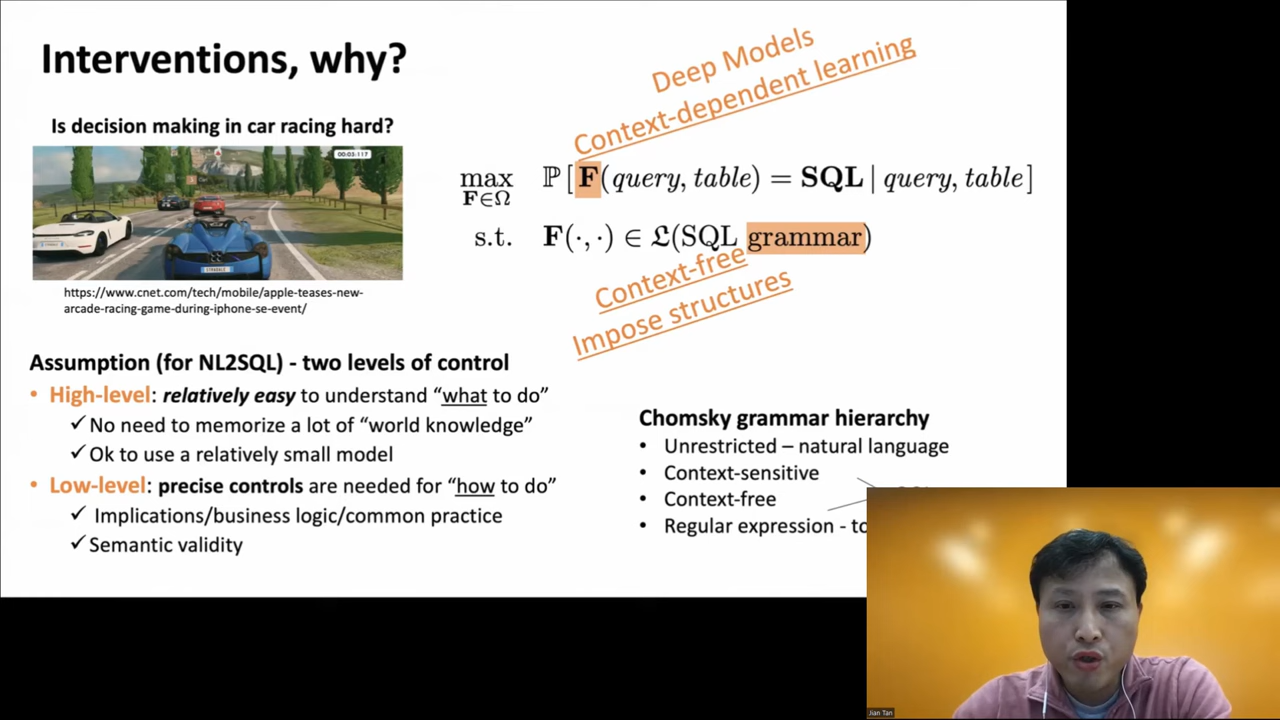 Interventions, why?
Is decision making in car racing hard?
00:03:117
https://www.cnet.com/tech/mobile/apple-teases-new-
arcade-racing-game-during-iphone-se-event/
Deep Models
Context-dependent learning
max F∈Ω ℙ[F(query, table) = SQL | query, table]
s.t. F(·,·) ∈ 𝔏(SQL grammar)
Context-free
Impose structures
Assumption (for NL2SQL) - two levels of control
• High-level: relatively easy to understand “what to do”
✓No need to memorize a lot of “world knowledge”
✓Ok to use a relatively small model
• Low-level: precise controls are needed for “how to do”
✓ Implications/business logic/common practice
✓Semantic validity
Chomsky grammar hierarchy
• Unrestricted – natural language
• Context-sensitive
• Context-free
• Regular expression - to
Jian Tan